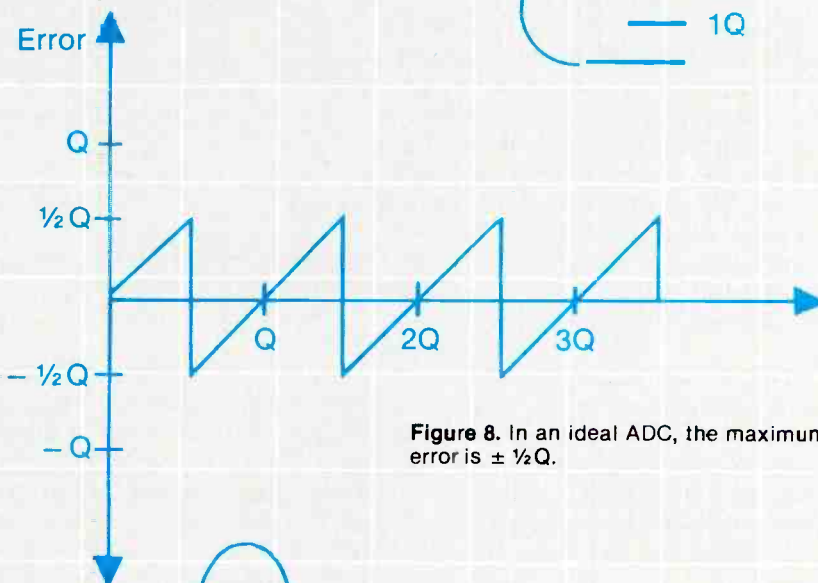 1Q
Error
Q
½Q
Q 2Q 3Q
– ½Q
– Q
Figure 8. In an ideal ADC, the maximum
error is ± ½Q.